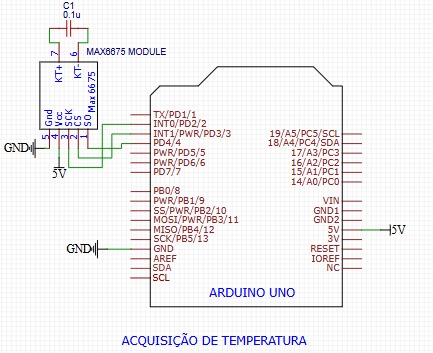 C1
0.1u
MAX6675 MODULE
7
6
KT+
KT-
Max 6675
Gnd
Vcc
SCK
CS
SO
5
4
3
2
1
GND
5V
TX/PD1/1
INT0/PD2/2
INT1/PWR/PD3/3
PD4/4
PWR/PD5/5
PWR/PD6/6
PD7/7
PB0/8
PWR/PB1/9
SS/PWR/PB2/10
MOSI/PWR/PB3/11
MISO/PB4/12
SCK/PB5/13
GND
GND
AREF
SDA
SCL
19/A5/PC5/SCL
18/A4/PC4/SDA
17/A3/PC3
16/A2/PC2
15/A1/PC1
14/A0/PC0
VIN
GND1
GND2
5V
5V
3V
RESET
IOREF
NC
ARDUINO UNO
ACQUISIÇÃO DE TEMPERATURA